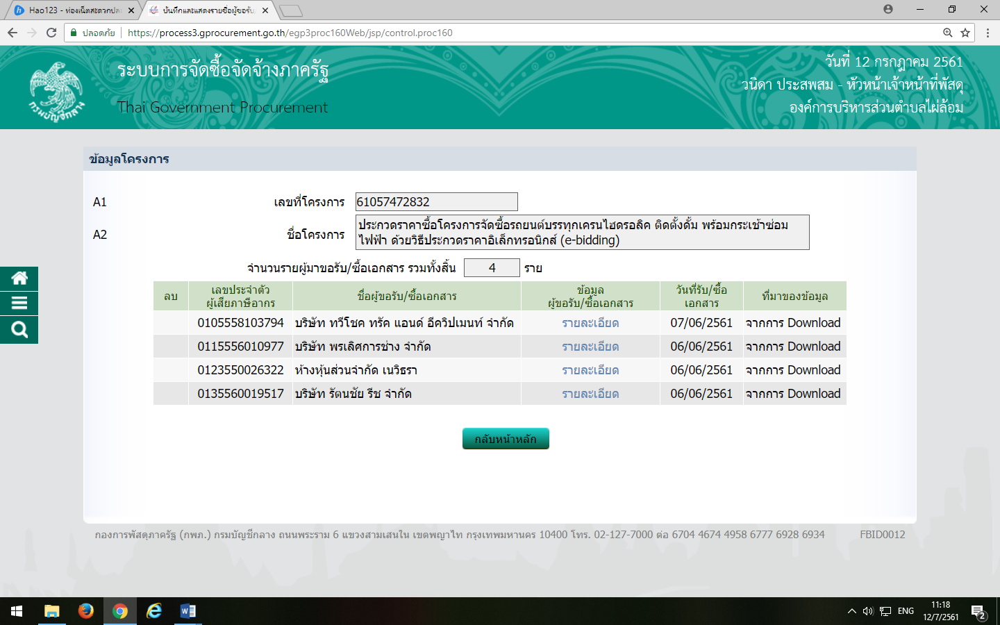 Hao123 - ท่องเน็ตสะดวกปล
บันทึกและแสดงรายชื่อผู้ขอรับ
ปลอดภัย
https://process3.gprocurement.go.th/egp3proc160Web/jsp/control.proc160
กรมบัญชีกลาง
ระบบการจัดซื้อจัดจ้างภาครัฐ
Thai Government Procurement
วันที่ 12 กรกฎาคม 2561
วนิดา ประสพสม - หัวหน้าเจ้าหน้าที่พัสดุ
องค์การบริหารส่วนตำบลไผ่ล้อม
ข้อมูลโครงการ
A1 เลขที่โครงการ 61057472832
A2 ชื่อโครงการ ประกวดราคาซื้อโครงการจัดซื้อรถยนต์บรรทุกเครนไฮดรอลิค ติดตั้งดั้ม พร้อมกระเช้าซ่อม
ไฟฟ้า ด้วยวิธีประกวดราคาอิเล็กทรอนิกส์ (e-bidding)
จำนวนรายผู้มาขอรับ/ซื้อเอกสาร รวมทั้งสิ้น 4 ราย
ลบ เลขประจำตัว ผู้เสียภาษีอากร ชื่อผู้ขอรับ/ซื้อเอกสาร ข้อมูล ผู้ขอรับ/ซื้อเอกสาร วันที่รับ/ซื้อ เอกสาร ที่มาของข้อมูล
0105558103794 บริษัท ทวีโชค ทรัค แอนด์ อีควิปเมนท์ จำกัด รายละเอียด 07/06/2561 จากการ Download
0115556010977 บริษัท พรเลิศการช่าง จำกัด รายละเอียด 06/06/2561 จากการ Download
0123550026322 ห้างหุ้นส่วนจำกัด เนวิธรา รายละเอียด 06/06/2561 จากการ Download
0135560019517 บริษัท รัตนชัย รีช จำกัด รายละเอียด 06/06/2561 จากการ Download
กลับหน้าหลัก
กองการพัสดุภาครัฐ (กพภ.) กรมบัญชีกลาง ถนนพระราม 6 แขวงสามเสนใน เขตพญาไท กรุงเทพมหานคร 10400 โทร. 02-127-7000 ต่อ 6704 4674 4958 6777 6928 6934 FBID0012
ENG
11:18
12/7/2561
2